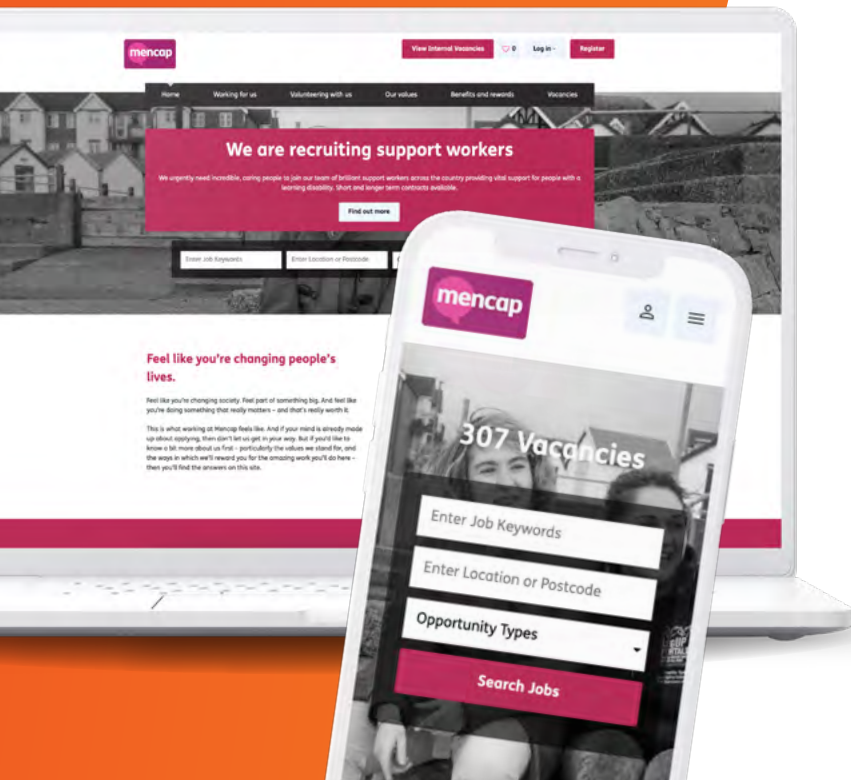 mencap
View Internal Vacancies
0
Log in
Register
Home
Working for us
Volunteering with us
Our values
Benefits and rewards
Vacancies
We are recruiting support workers
We urgently need incredible, caring people to join our team of brilliant support workers across the country providing vital support for people with a
learning disability. Short and longer term contracts available.
Find out more
Enter Job Keywords
Enter Location or Postcode
Feel like you're changing people's
lives.
Feel like you're changing society. Feel part of something big. And feel like
you're doing something that really matters – and that's really worth it.
This is what working at Mencap feels like. And if your mind is already made
up about applying, then don't let us get in your way. But if you'd like to
know a bit more about us first – particularly the values we stand for, and
the ways in which we'll reward you for the amazing work you'll do here –
then you'll find the answers on this site.
mencap
307 Vacancies
Enter Job Keywords
Enter Location or Postcode
Opportunity Types
Search Jobs